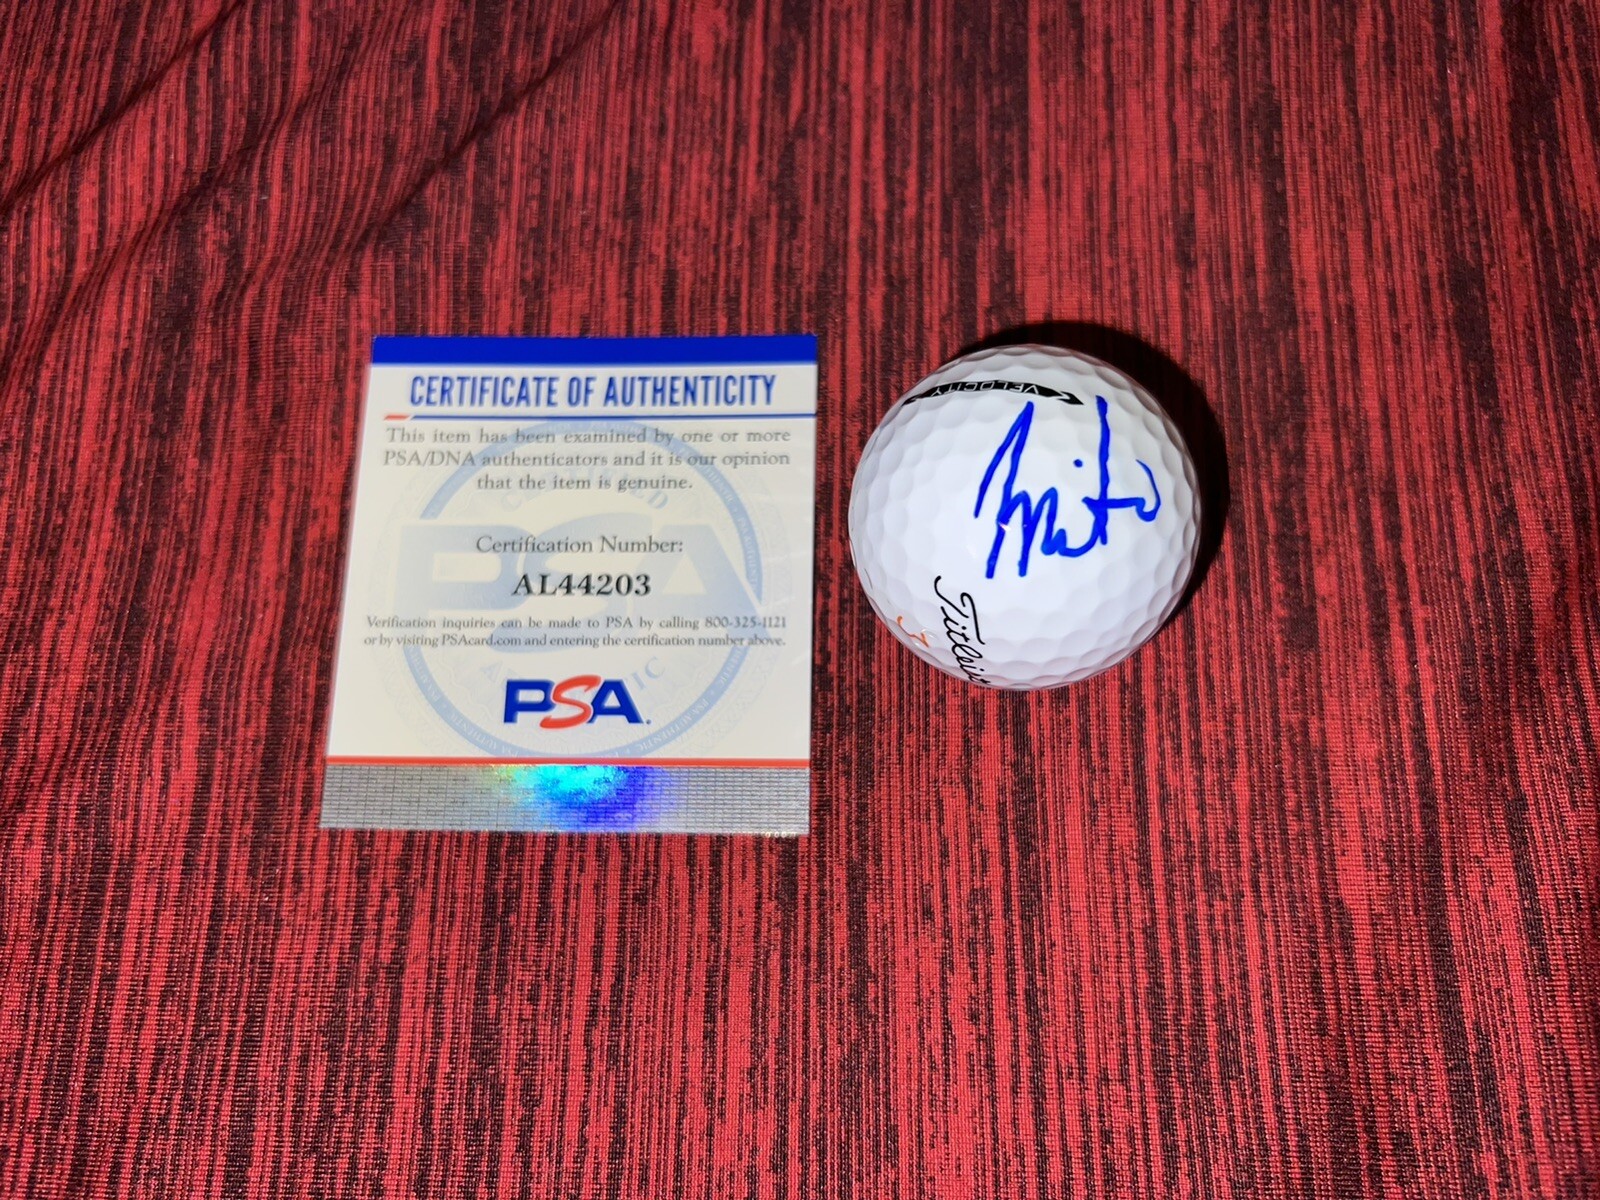 CERTIFICATE OF AUTHENTICITY
This item has been examined by one or more
PSA/DNA authenticators and it is our opinion
that the item is genuine.
Certification Number:
AL44203
Verification inquiries can be made to PSA by calling 800-325-1121
or by visiting PSAcard.com and entering the certification number above.
PSA
VELOCITY
Mito
Titleist